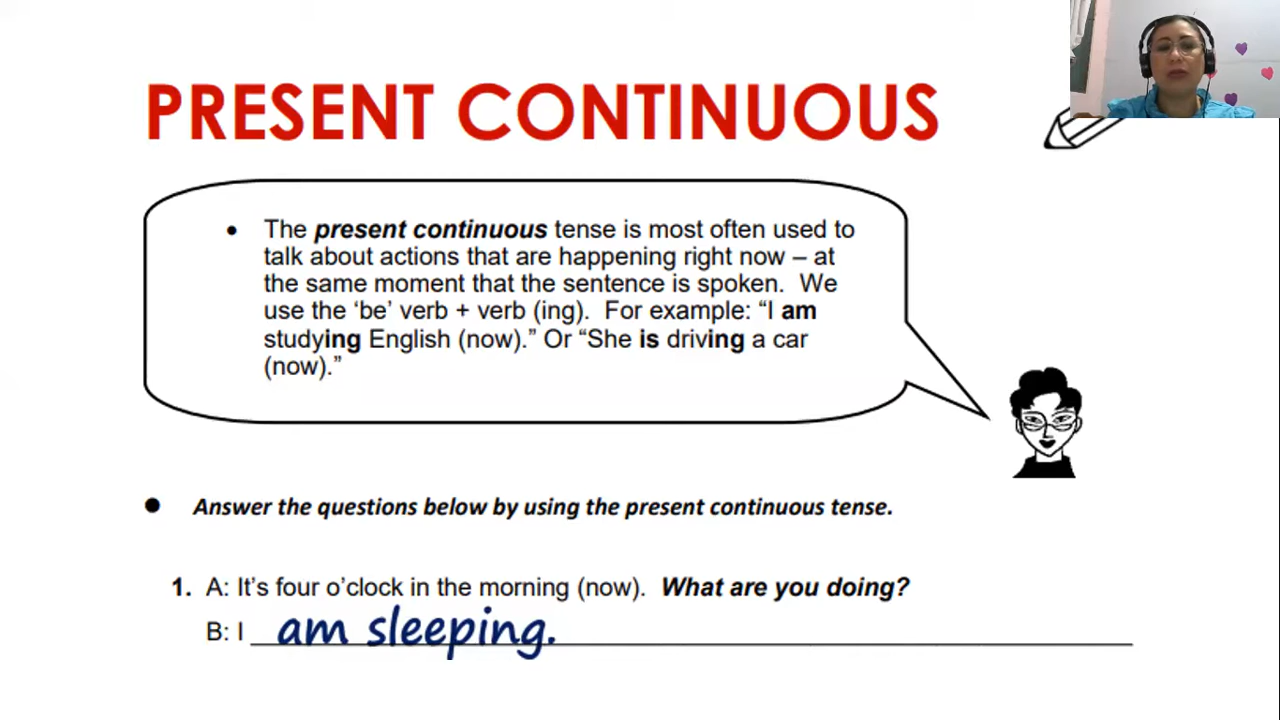 PRESENT CONTINUOUS
• The present continuous tense is most often used to
talk about actions that are happening right now – at
the same moment that the sentence is spoken.  We
use the ‘be’ verb + verb (ing).  For example: “I am
studying English (now).” Or “She is driving a car
(now).”
● Answer the questions below by using the present continuous tense.
1. A: It’s four o’clock in the morning (now).  What are you doing?
B: I am sleeping.